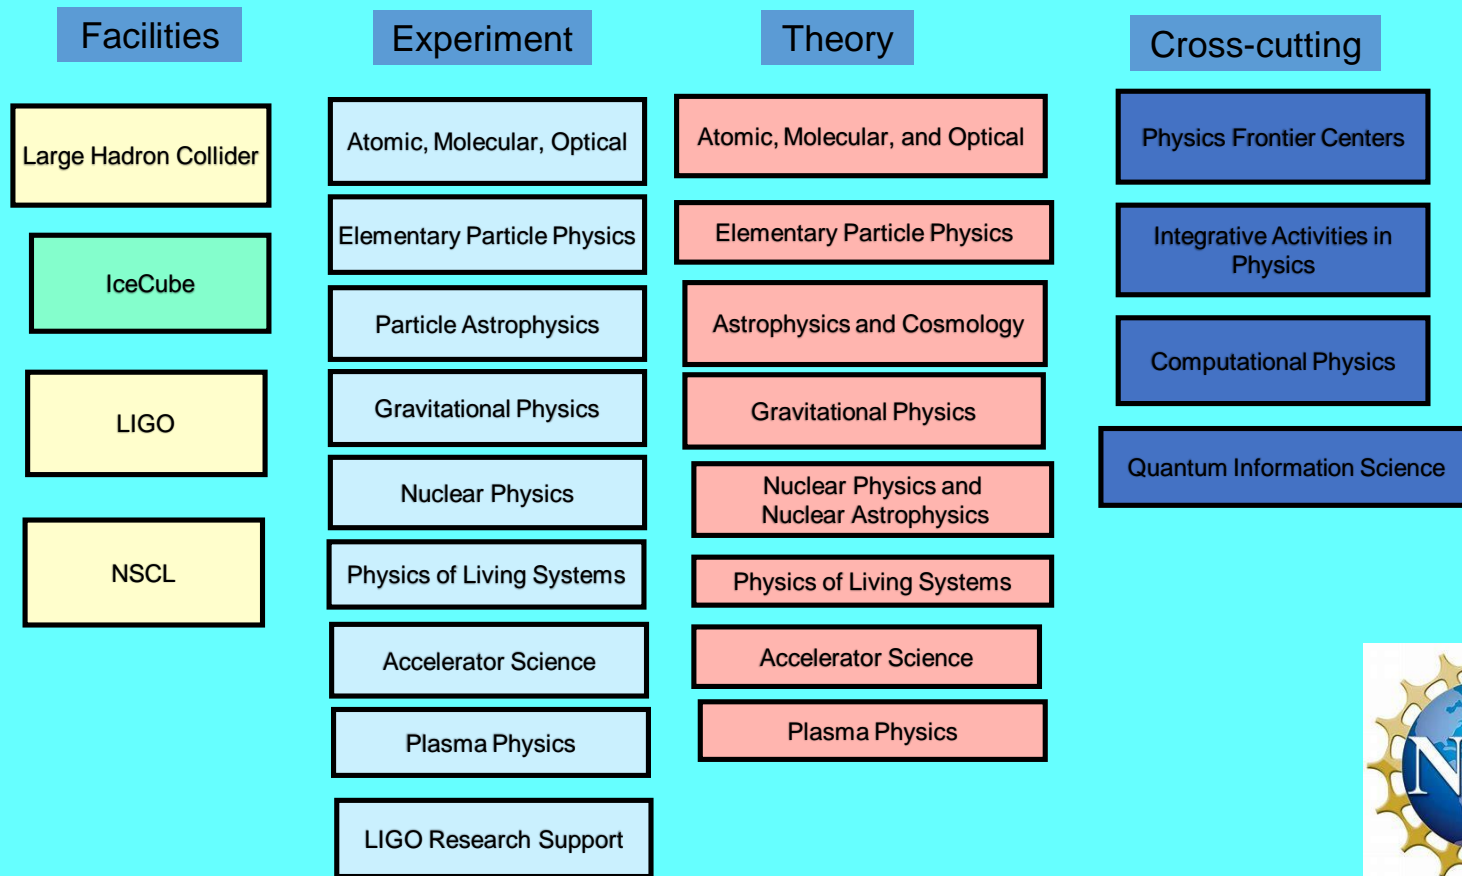 Facilities
Large Hadron Collider
IceCube
LIGO
NSCL
Experiment
Atomic, Molecular, Optical
Elementary Particle Physics
Particle Astrophysics
Gravitational Physics
Nuclear Physics
Physics of Living Systems
Accelerator Science
Plasma Physics
LIGO Research Support
Theory
Atomic, Molecular, and Optical
Elementary Particle Physics
Astrophysics and Cosmology
Gravitational Physics
Nuclear Physics and
Nuclear Astrophysics
Physics of Living Systems
Accelerator Science
Plasma Physics
Cross-cutting
Physics Frontier Centers
Integrative Activities in
Physics
Computational Physics
Quantum Information Science